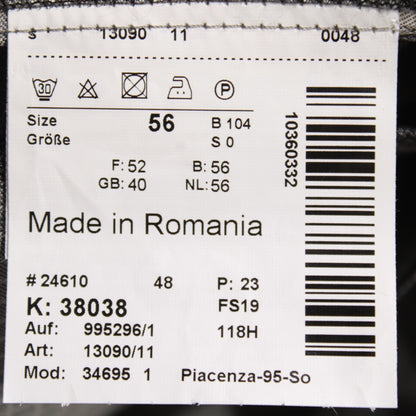 s 13090 11 0048
30 P
Size 56 B 104
Größe S 0
F: 52 B: 56
GB: 40 NL: 56
10360332
Made in Romania
# 24610 48 P: 23
K: 38038 FS19
Auf: 995296/1 118H
Art: 13090/11
Mod: 34695 1 Piacenza-95-So